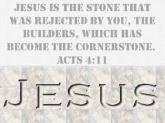 JESUS IS THE STONE THAT
WAS REJECTED BY YOU, THE
BUILDERS, WHICH HAS
BECOME THE CORNERSTONE.
ACTS 4:11
JESUS